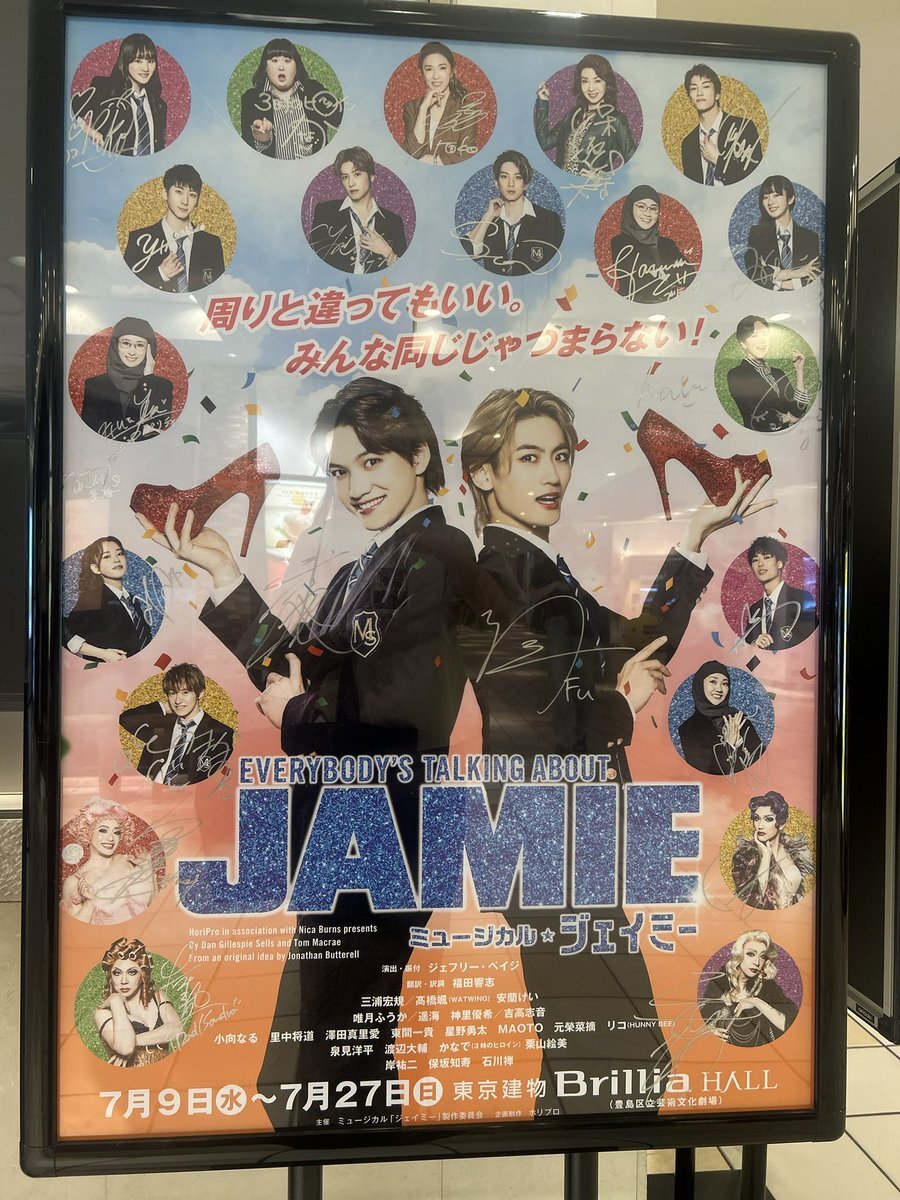 周りと違ってもいい。
みんな同じじゃつまらない!
MS
Fu
EVERYBODY'S TALKING ABOUT
JAMIE
ミュージカル★ジェイミー
HoriPro in association with Nica Burns presents
By Dan Gillespie Sells and Tom Macrae
From an original idea by Jonathan Butterell
演出・振付 ジェフリー・ペイジ
翻訳・訳詞 福田響志
三浦宏規/髙橋颯(WATWING) 安蘭けい
唯月ふうか/遥海 神里優希/吉高志音
小向なる 里中将道 澤田真里愛 東間一貴 星野勇太 MAOTO 元榮菜摘 リコ(HUNNY BEE)
泉見洋平 渡辺大輔 かなで(3時のヒロイン) 栗山絵美
岸祐二 保坂知寿 石川禅
7月9日水~7月27日日 東京建物 Brillia HALL
(豊島区立芸術文化劇場)
主催 ミュージカル「ジェイミー」製作委員会 企画制作 ホリプロ